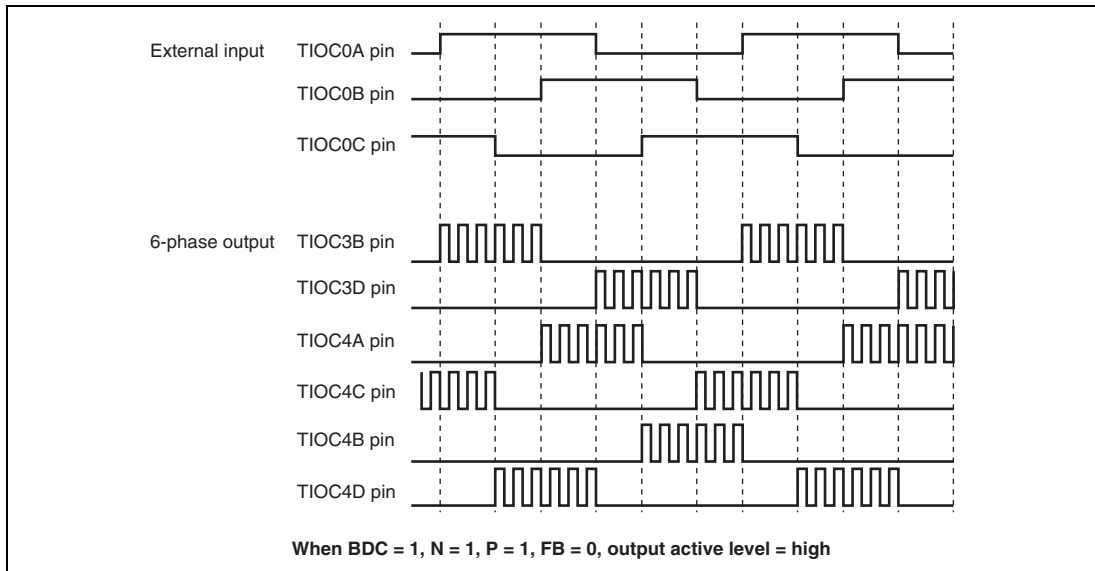 External input TIOC0A pin
TIOC0B pin
TIOC0C pin
6-phase output TIOC3B pin
TIOC3D pin
TIOC4A pin
TIOC4C pin
TIOC4B pin
TIOC4D pin
When BDC = 1, N = 1, P = 1, FB = 0, output active level = high